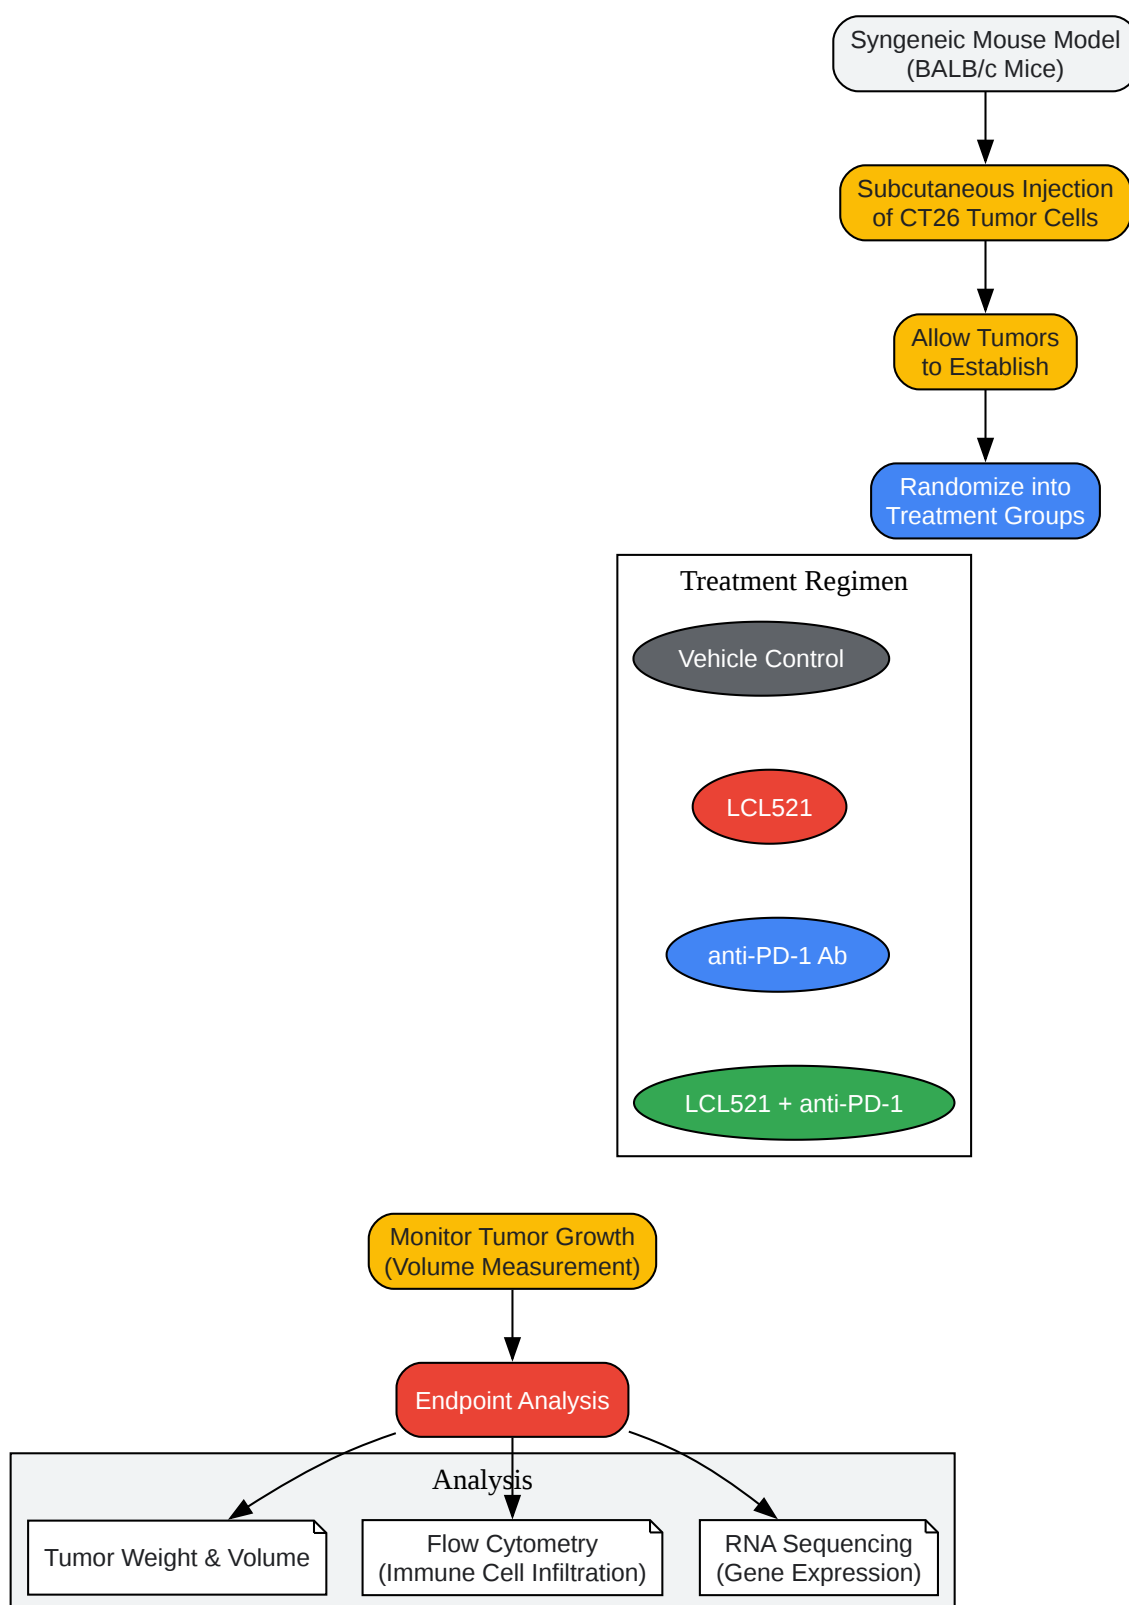 Syngeneic Mouse Model
(BALB/c Mice)
Subcutaneous Injection
of CT26 Tumor Cells
Allow Tumors
to Establish
Randomize into
Treatment Groups
Treatment Regimen
Vehicle Control
LCL521
anti-PD-1 Ab
LCL521 + anti-PD-1
Monitor Tumor Growth
(Volume Measurement)
Endpoint Analysis
Analysis
Tumor Weight & Volume
Flow Cytometry
(Immune Cell Infiltration)
RNA Sequencing
(Gene Expression)